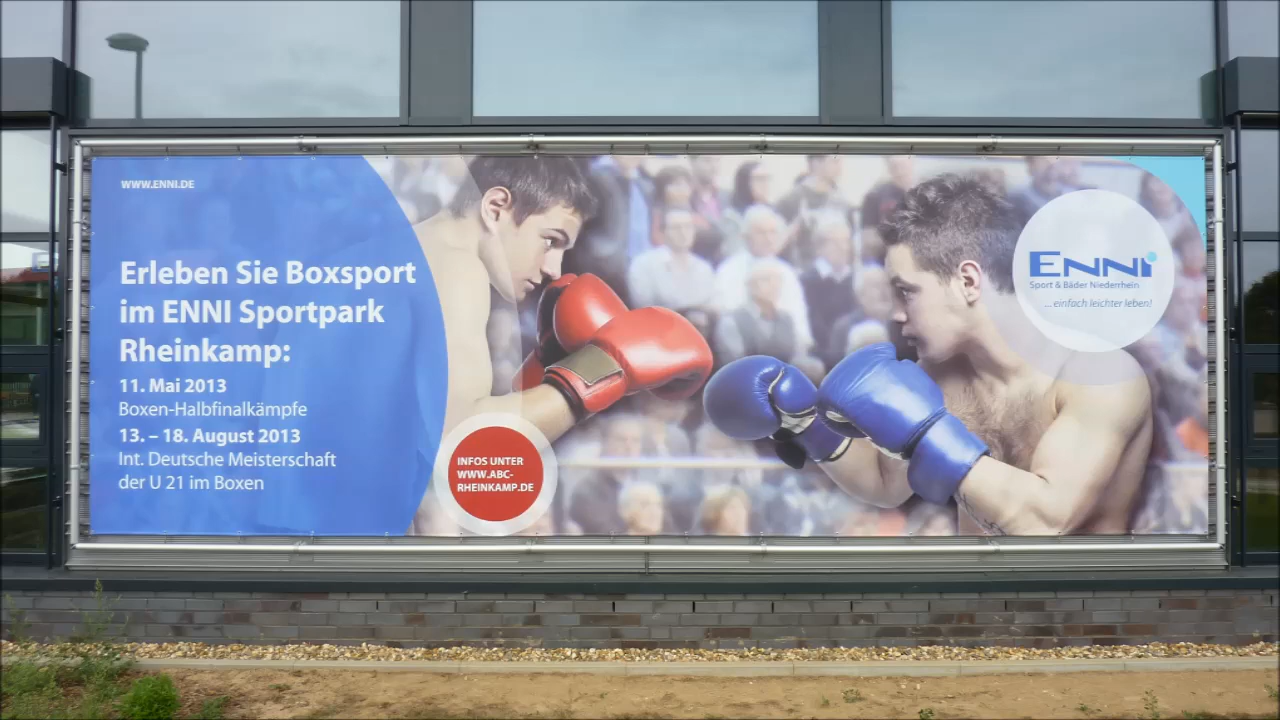 WWW.ENNI.DE
Erleben Sie Boxsport
im ENNI Sportpark
Rheinkamp:
11. Mai 2013
Boxen-Halbfinalkämpfe
13. – 18. August 2013
Int. Deutsche Meisterschaft
der U 21 im Boxen
INFOS UNTER
WWW.ABC-
RHEINKAMP.DE
ENNI
Sport & Bäder Niederrhein
...einfach leichter leben!